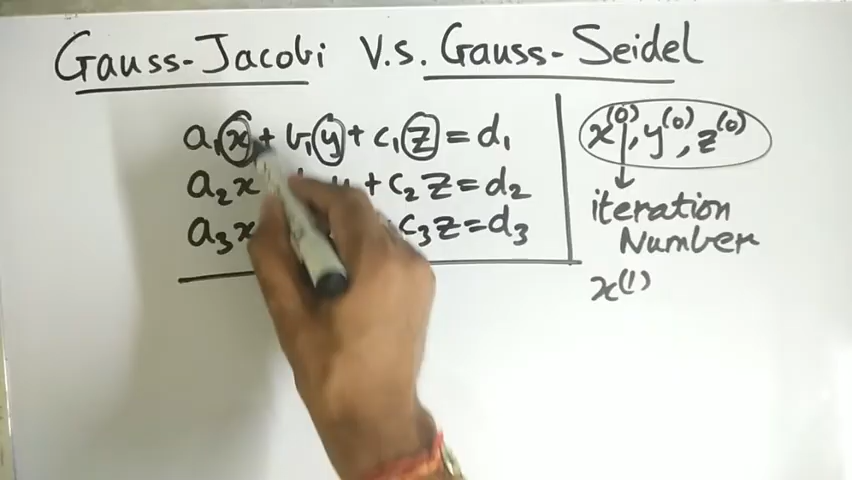 Gauss-Jacobi V.S. Gauss-Seidel
a₁x + b₁y + c₁z = d₁
a₂x y + c₂z = d₂
a₃x c₃z = d₃
x⁽⁰⁾, y⁽⁰⁾, z⁽⁰⁾
iteration
Number
x⁽¹⁾